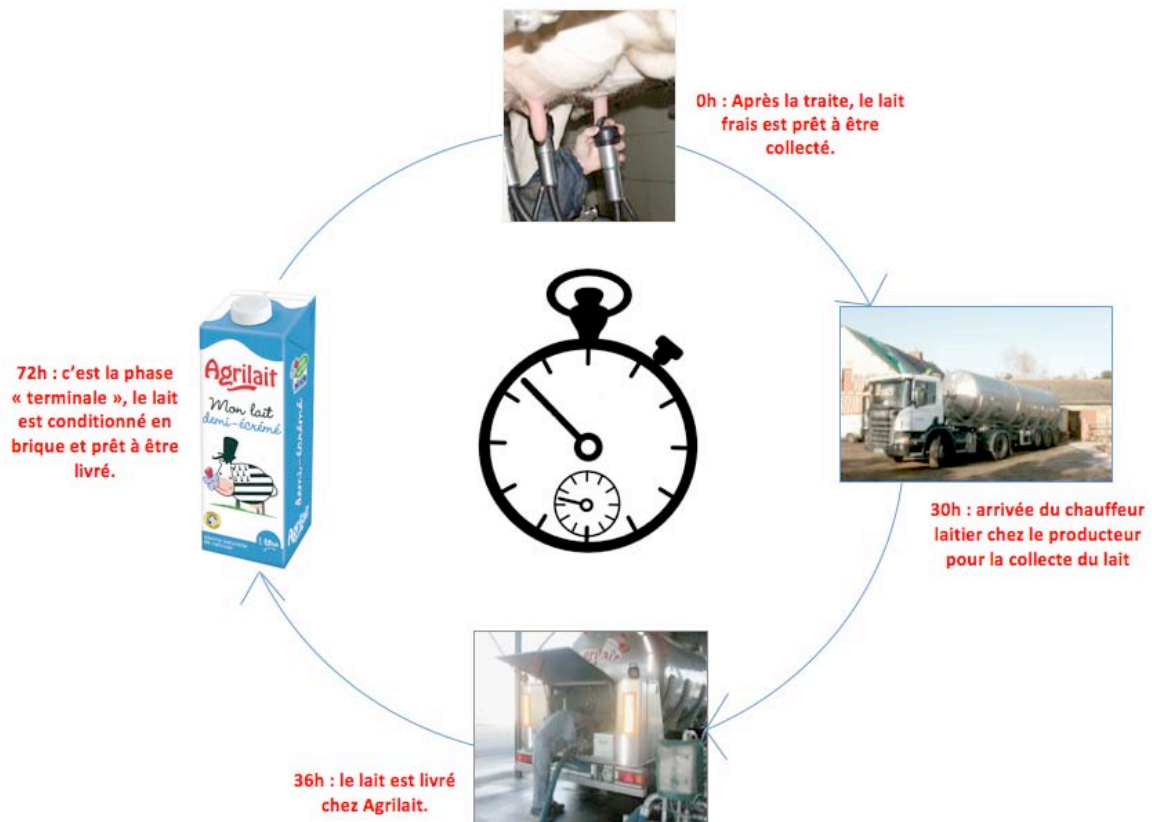 0h : Après la traite, le lait
frais est prêt à être
collecté.
30h : arrivée du chauffeur
laitier chez le producteur
pour la collecte du lait
36h : le lait est livré
chez Agrilait.
72h : c'est la phase
« terminale », le lait
est conditionné en
brique et prêt à être
livré.
Agrilait
Mon lait
demi-écrémé
demi-écrémé